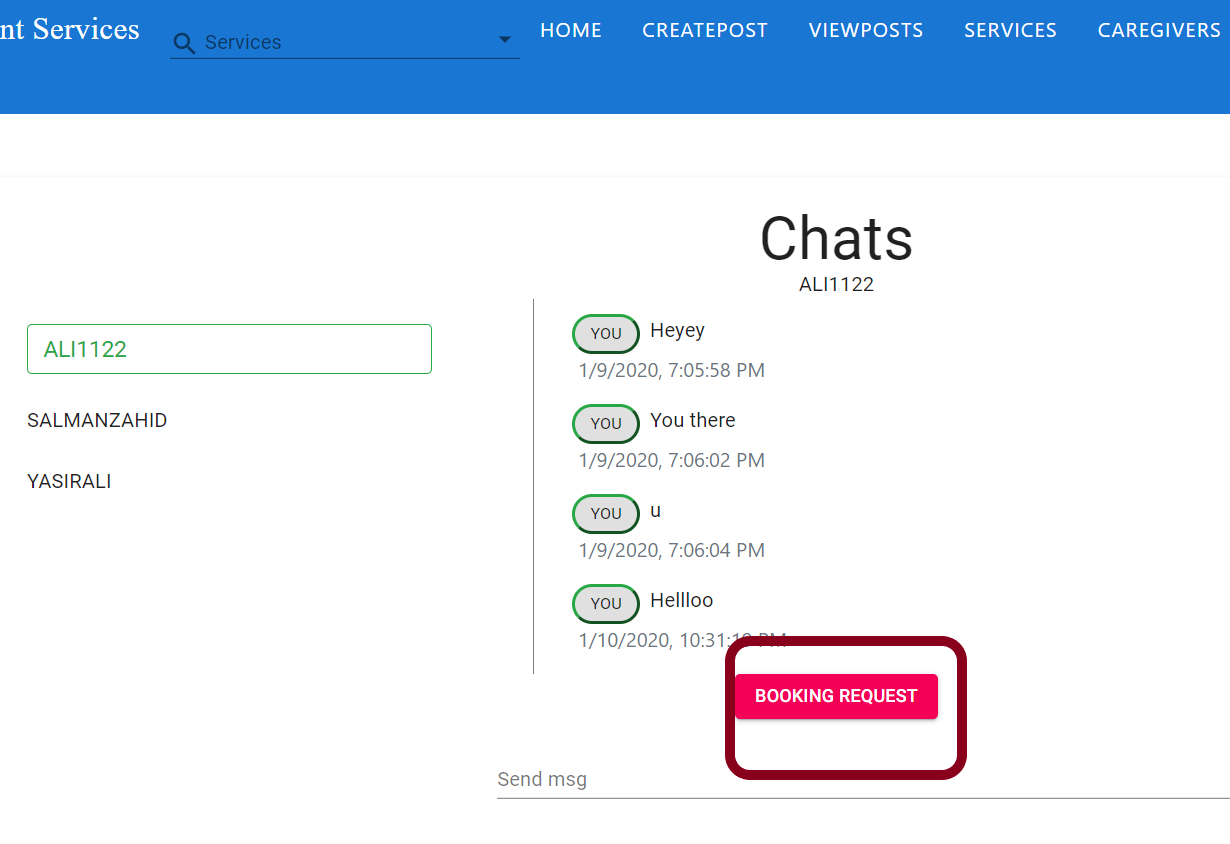 nt Services
Services
HOME CREATEPOST VIEWPOSTS SERVICES CAREGIVERS
Chats
ALI1122
ALI1122
SALMANZAHID
YASIRALI
YOU Heyey
1/9/2020, 7:05:58 PM
YOU You there
1/9/2020, 7:06:02 PM
YOU u
1/9/2020, 7:06:04 PM
YOU Hellloo
1/10/2020, 10:31: PM
BOOKING REQUEST
Send msg